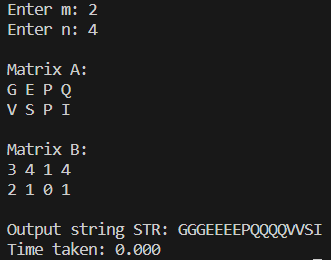 Enter m: 2
Enter n: 4
Matrix A:
G E P Q
V S P I
Matrix B:
3 4 1 4
2 1 0 1
Output string STR: GGGEEEEPQQQQVVSI
Time taken: 0.000